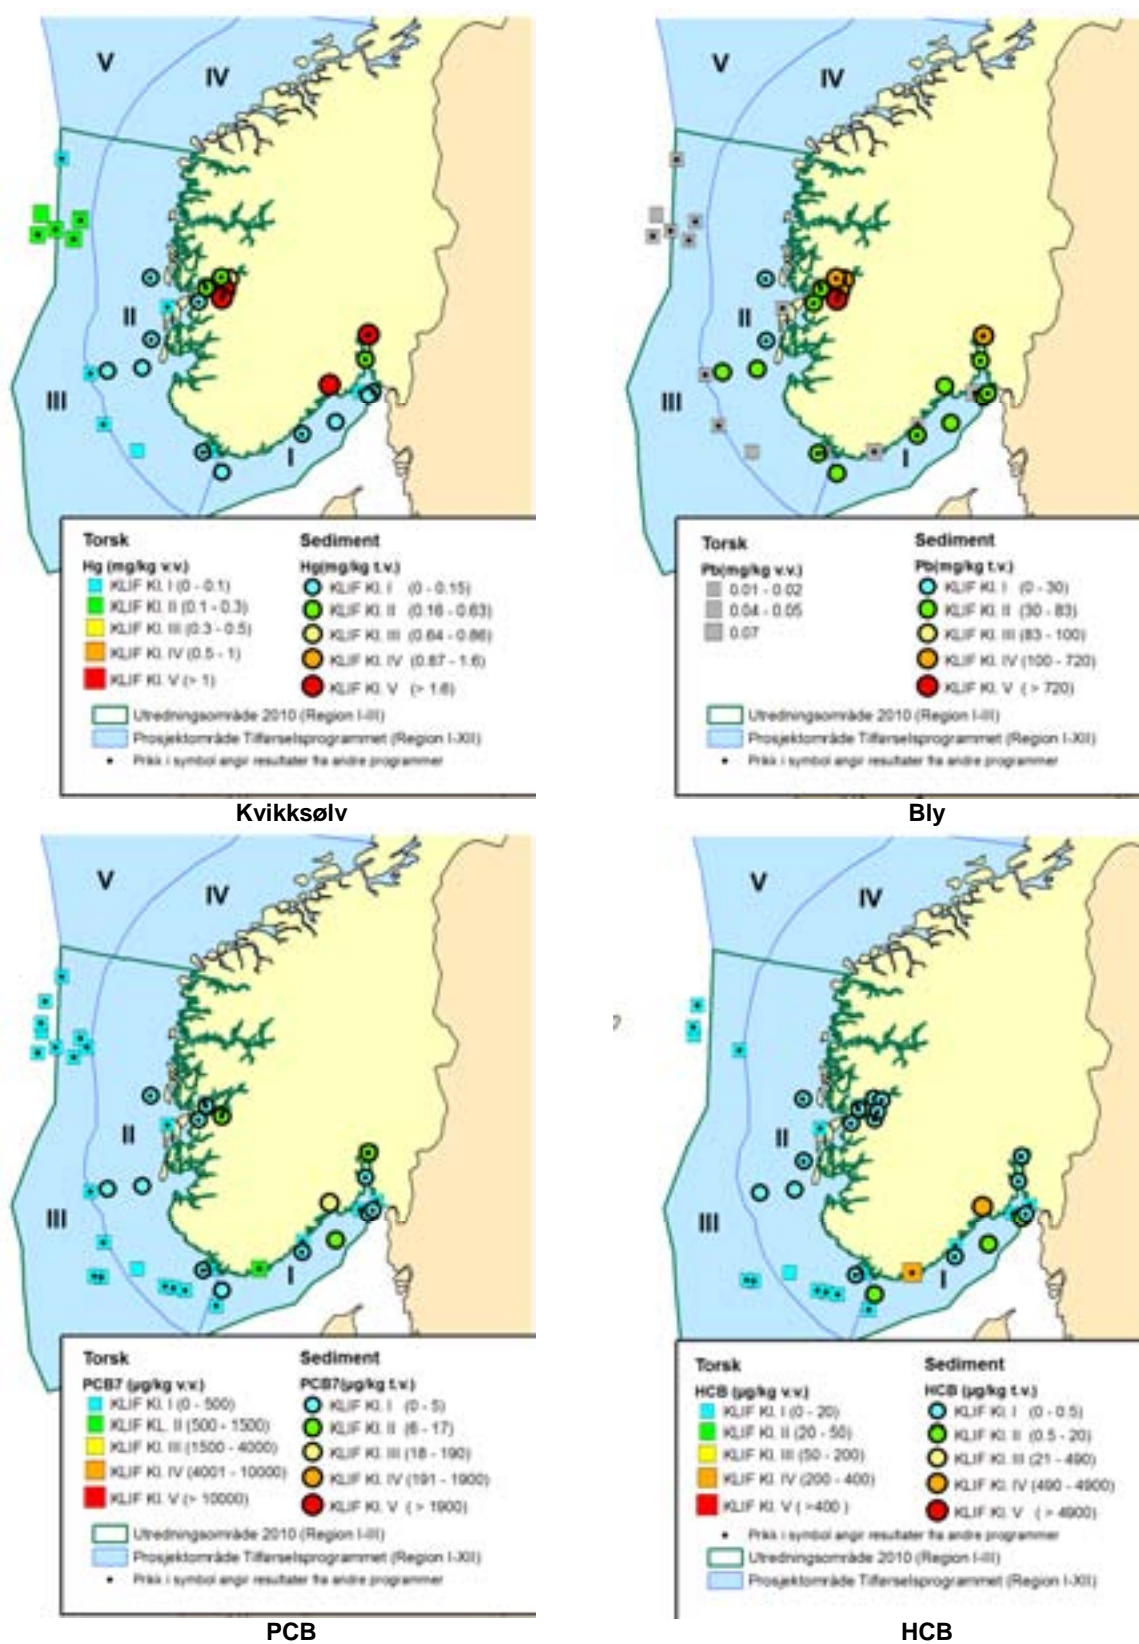 V
IV
II
III
I
Torsk
Hg (mg/kg v.v.)
KLIF Kl. I (0 - 0.1)
KLIF Kl. II (0.1 - 0.3)
KLIF Kl. III (0.3 - 0.5)
KLIF Kl. IV (0.5 - 1)
KLIF Kl. V (> 1)
Sediment
Hg(mg/kg t.v.)
KLIF Kl. I (0 - 0.15)
KLIF Kl. II (0.16 - 0.63)
KLIF Kl. III (0.64 - 0.86)
KLIF Kl. IV (0.87 - 1.6)
KLIF Kl. V (> 1.6)
Utredningsområde 2010 (Region I-III)
Prosjektområde Tilførselsprogrammet (Region I-XII)
Prikk i symbol angir resultater fra andre programmer
Kvikksølv
V
IV
II
III
I
Torsk
Pb(mg/kg v.v.)
0.01 - 0.02
0.04 - 0.05
0.07
Sediment
Pb(mg/kg t.v.)
KLIF Kl. I (0 - 30)
KLIF Kl. II (30 - 83)
KLIF Kl. III (83 - 100)
KLIF Kl. IV (100 - 720)
KLIF Kl. V ( > 720)
Utredningsområde 2010 (Region I-III)
Prosjektområde Tilførselsprogrammet (Region I-XII)
Prikk i symbol angir resultater fra andre programmer
Bly
V
IV
II
III
I
Torsk
PCB7 (µg/kg v.v.)
KLIF Kl. I (0 - 500)
KLIF KL. II (500 - 1500)
KLIF Kl. III (1500 - 4000)
KLIF Kl. IV (4001 - 10000)
KLIF Kl. V (> 10000)
Sediment
PCB7(µg/kg t.v.)
KLIF Kl. I (0 - 5)
KLIF Kl. II (6 - 17)
KLIF Kl. III (18 - 190)
KLIF Kl. IV (191 - 1900)
KLIF Kl. V ( > 1900)
Utredningsområde 2010 (Region I-III)
Prosjektområde Tilførselsprogrammet (Region I-XII)
Prikk i symbol angir resultater fra andre programmer
PCB
V
IV
II
III
I
Torsk
HCB (µg/kg v.v.)
KLIF Kl. I (0 - 20)
KLIF Kl. II (20 - 50)
KLIF Kl. III (50 - 200)
KLIF Kl. IV (200 - 400)
KLIF Kl. V ( >400 )
Sediment
HCB (µg/kg t.v.)
KLIF Kl. I (0 - 0.5)
KLIF Kl. II (0.5 - 20)
KLIF Kl. III (21 - 490)
KLIF Kl. IV (490 - 4900)
KLIF Kl. V ( > 4900)
Prikk i symbol angir resultater fra andre programmer
Utredningsområde 2010 (Region I-III)
Prosjektområde Tilførselsprogrammet (Region I-XII)
HCB